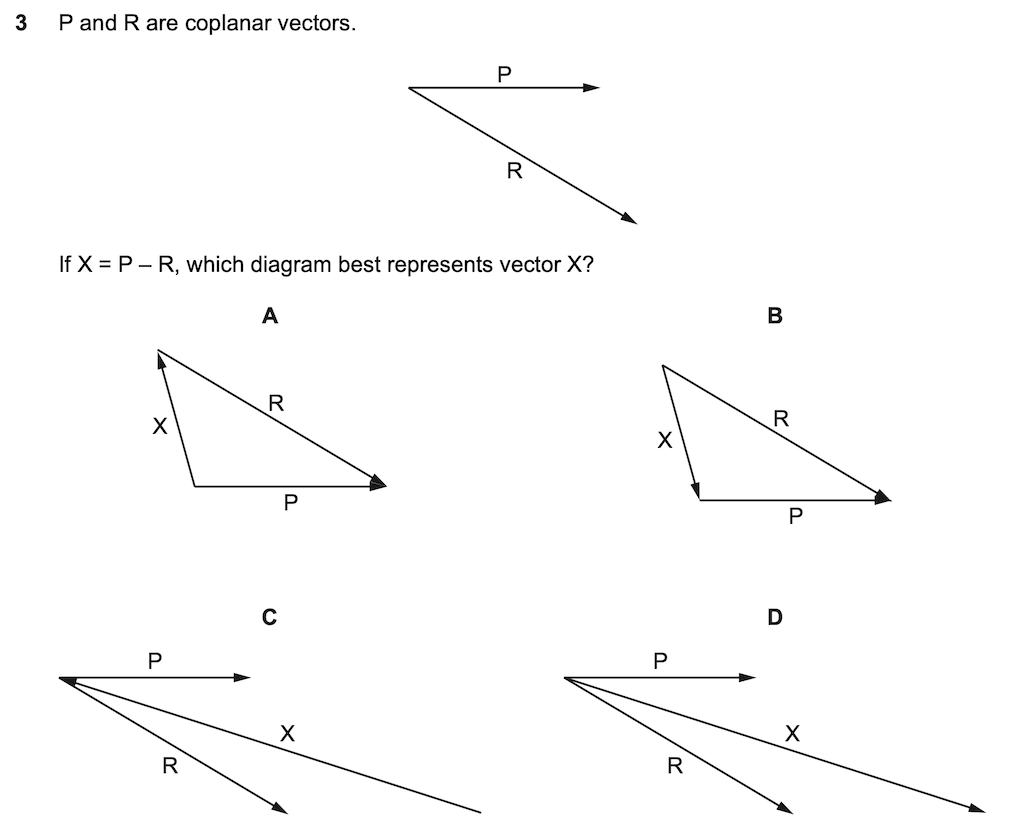 3 P and R are coplanar vectors.
P
R
If X = P – R, which diagram best represents vector X?
A B
R R
X X
P P
C D
P P
X X
R R